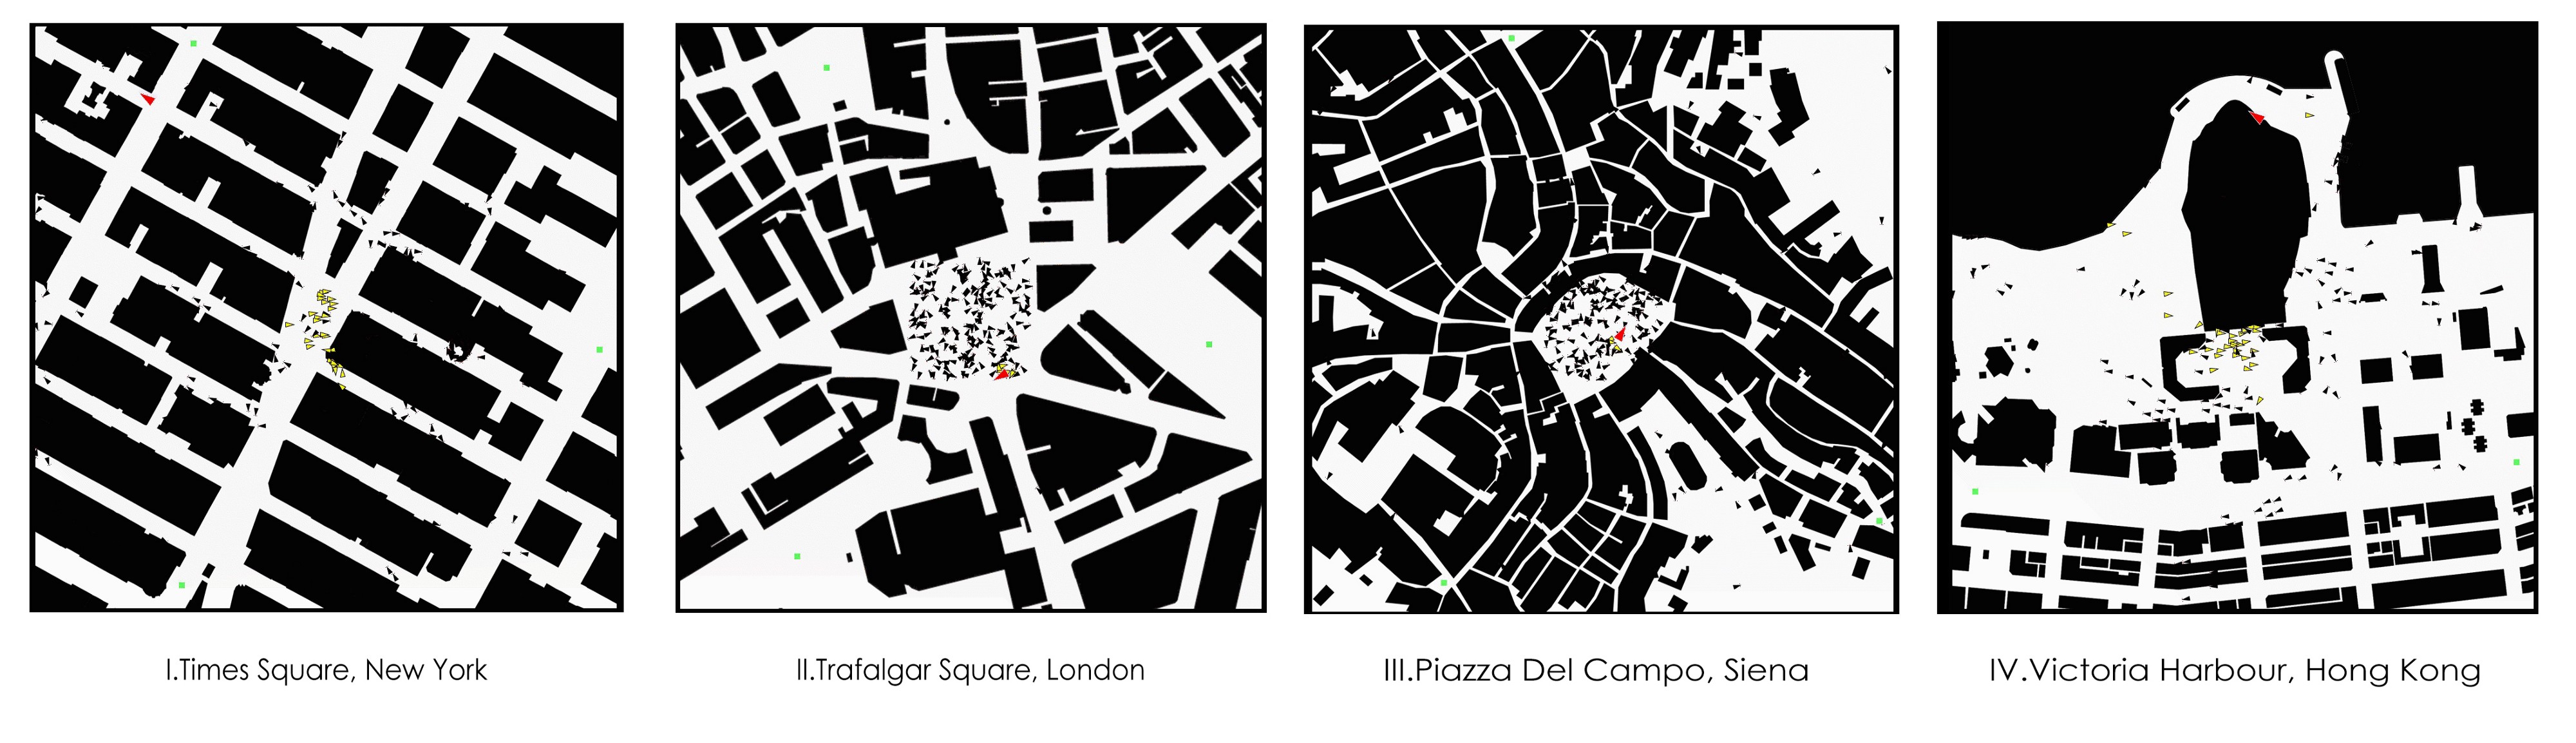 I.Times Square, New York
II.Trafalgar Square, London
III.Piazza Del Campo, Siena
IV.Victoria Harbour, Hong Kong